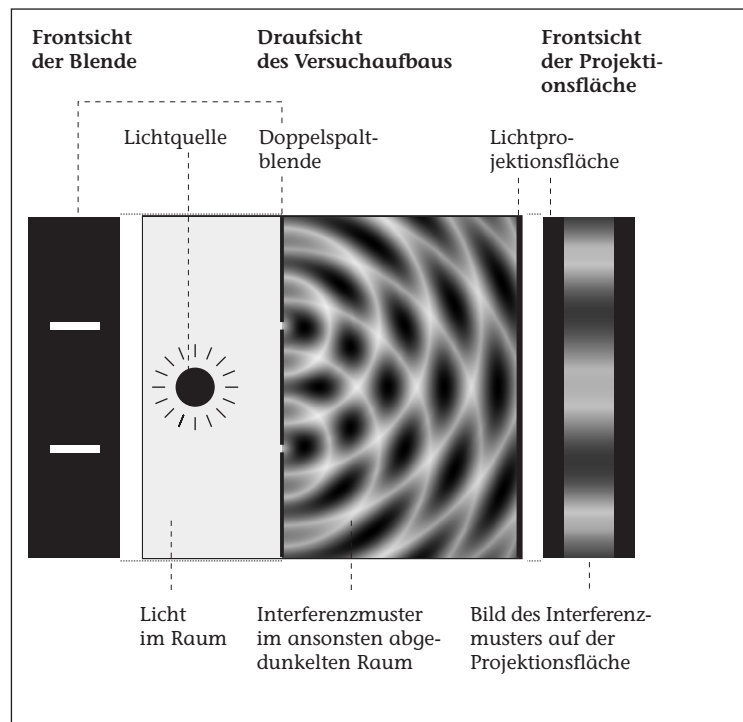 Frontsicht
der Blende
Draufsicht
des Versuchaufbaus
Frontsicht
der Projekti-
onsfläche
Lichtquelle
Doppelspalt-
blende
Lichtpro-
jektionsfläche
Licht
im Raum
Interferenzmuster
im ansonsten abge-
dunkelten Raum
Bild des Interferenz-
musters auf der
Projektionsfläche